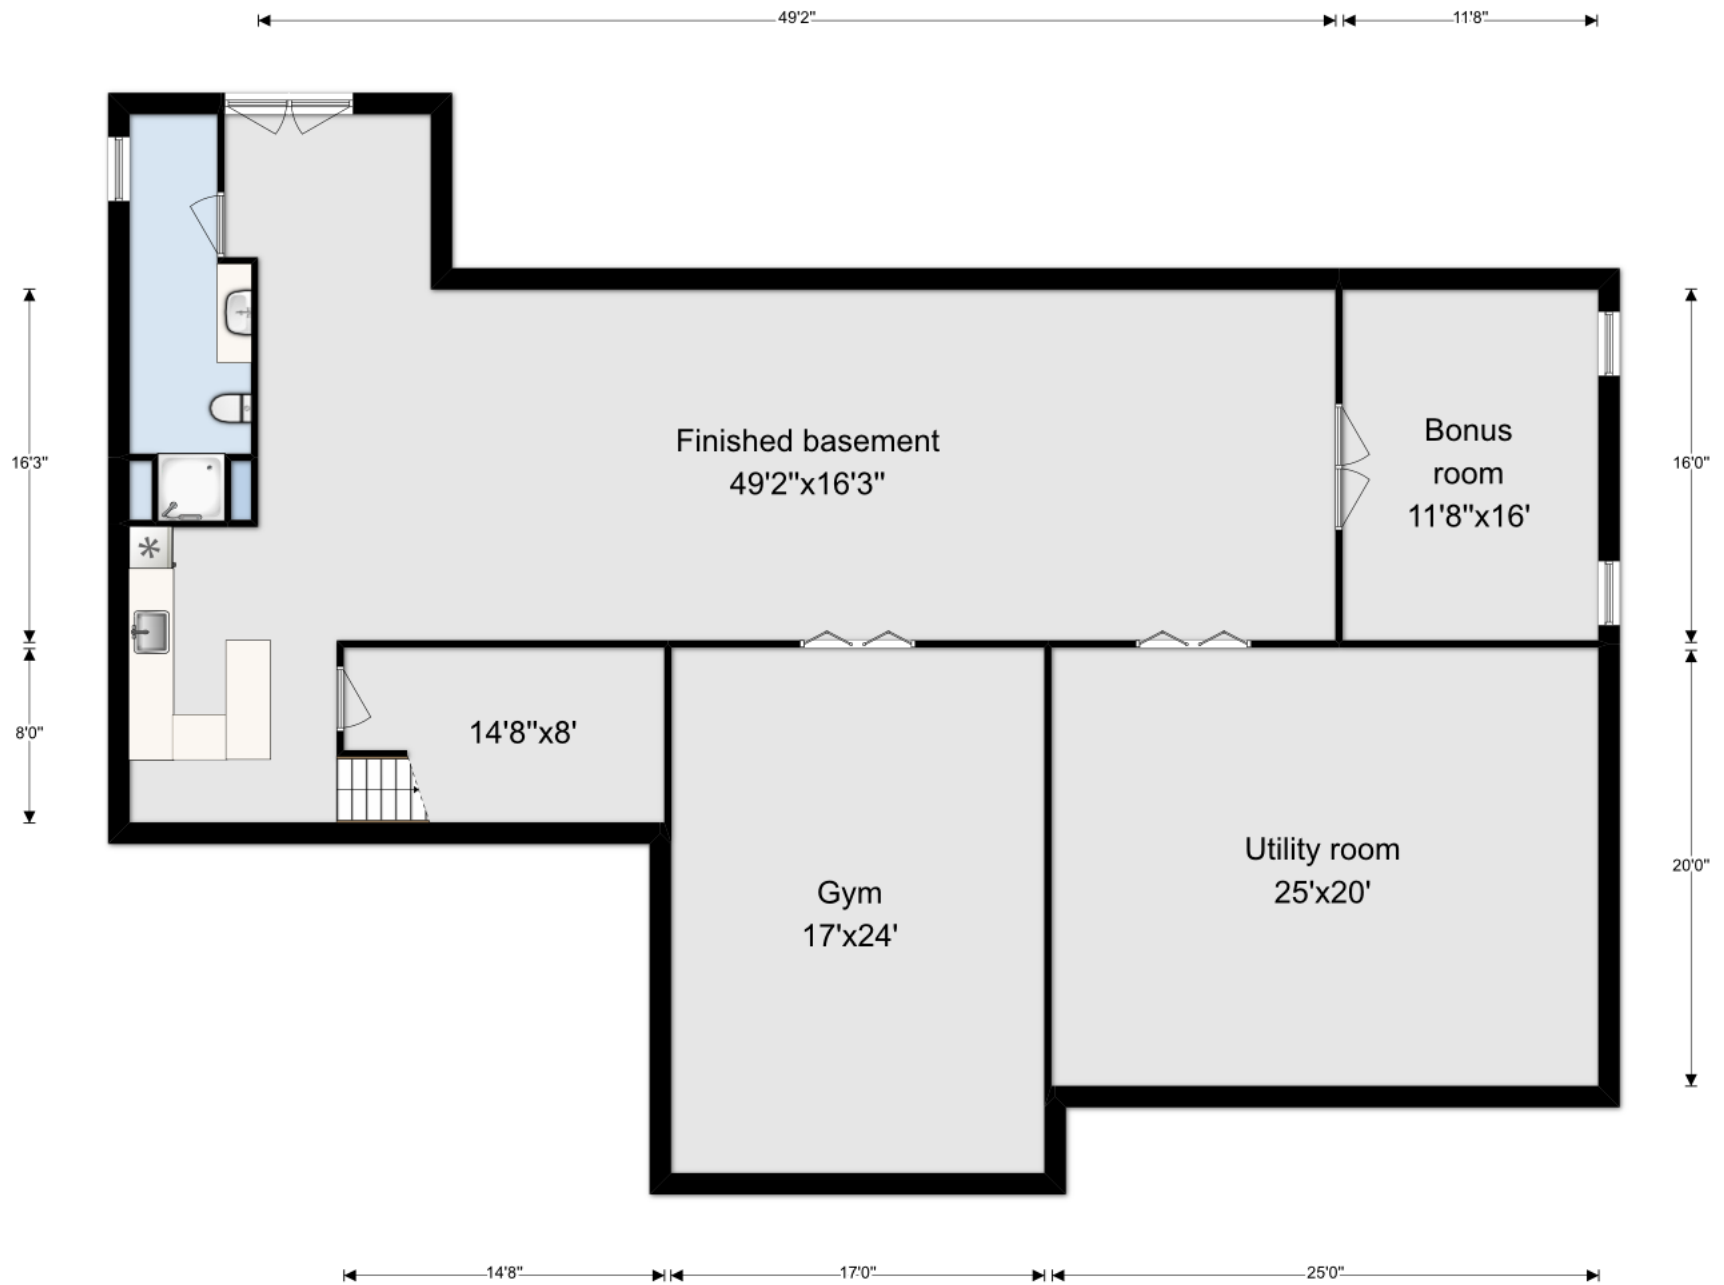 49'2"
11'8"
Finished basement
49'2"x16'3"
Bonus
room
11'8"x16'
16'3"
16'0"
14'8"x8'
8'0"
Utility room
25'x20'
20'0"
Gym
17'x24'
14'8"
17'0"
25'0"